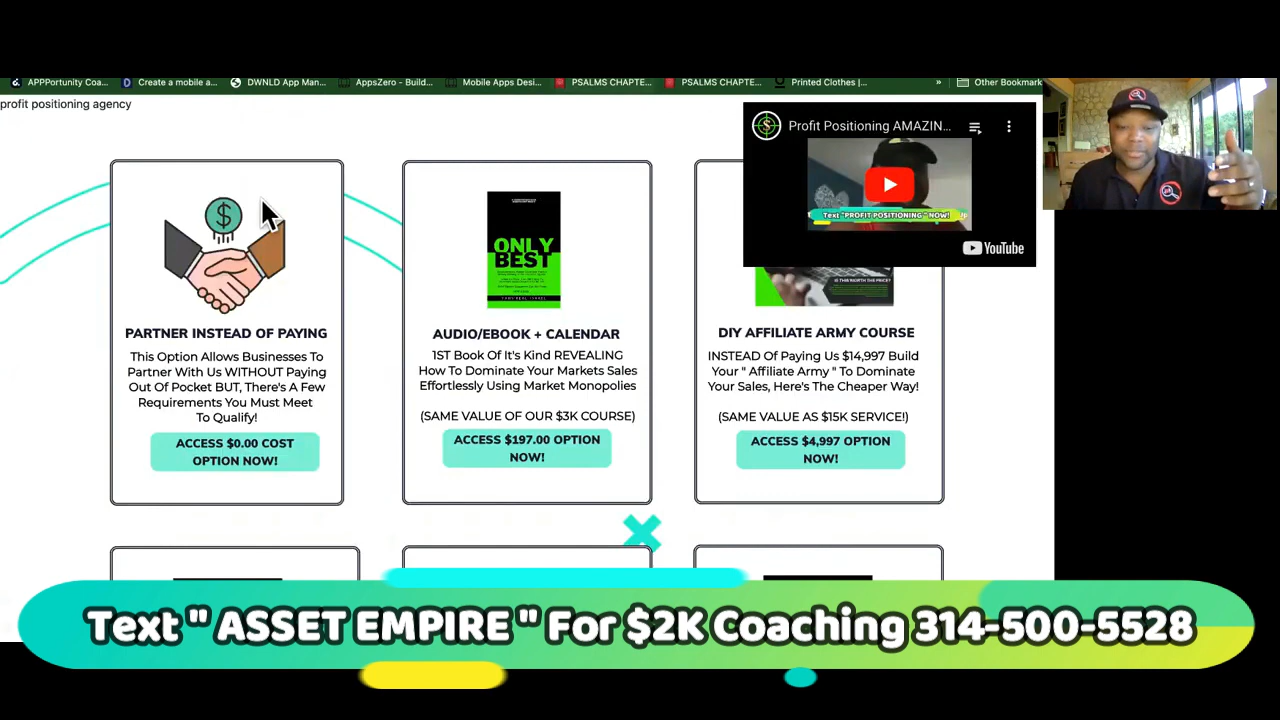 APPPortunity Coa... Create a mobile a... DWNLD App Man... AppsZero - Build... Mobile Apps Desi... PSALMS CHAPTE... PSALMS CHAPTE... Printed Clothes |... » Other Bookmark
profit positioning agency
Profit Positioning AMAZIN...
Text "PROFIT POSITIONING" NOW!
YouTube
PARTNER INSTEAD OF PAYING
This Option Allows Businesses To
Partner With Us WITHOUT Paying
Out Of Pocket BUT, There's A Few
Requirements You Must Meet
To Qualify!
ACCESS $0.00 COST
OPTION NOW!
ONLY
BEST
AUDIO/EBOOK + CALENDAR
1ST Book Of It's Kind REVEALING
How To Dominate Your Markets Sales
Effortlessly Using Market Monopolies
(SAME VALUE OF OUR $3K COURSE)
ACCESS $197.00 OPTION
NOW!
IS THIS WORTH THE PRICE?
DIY AFFILIATE ARMY COURSE
INSTEAD Of Paying Us $14,997 Build
Your " Affiliate Army " To Dominate
Your Sales, Here's The Cheaper Way!
(SAME VALUE AS $15K SERVICE!)
ACCESS $4,997 OPTION
NOW!
Text " ASSET EMPIRE " For $2K Coaching 314-500-5528